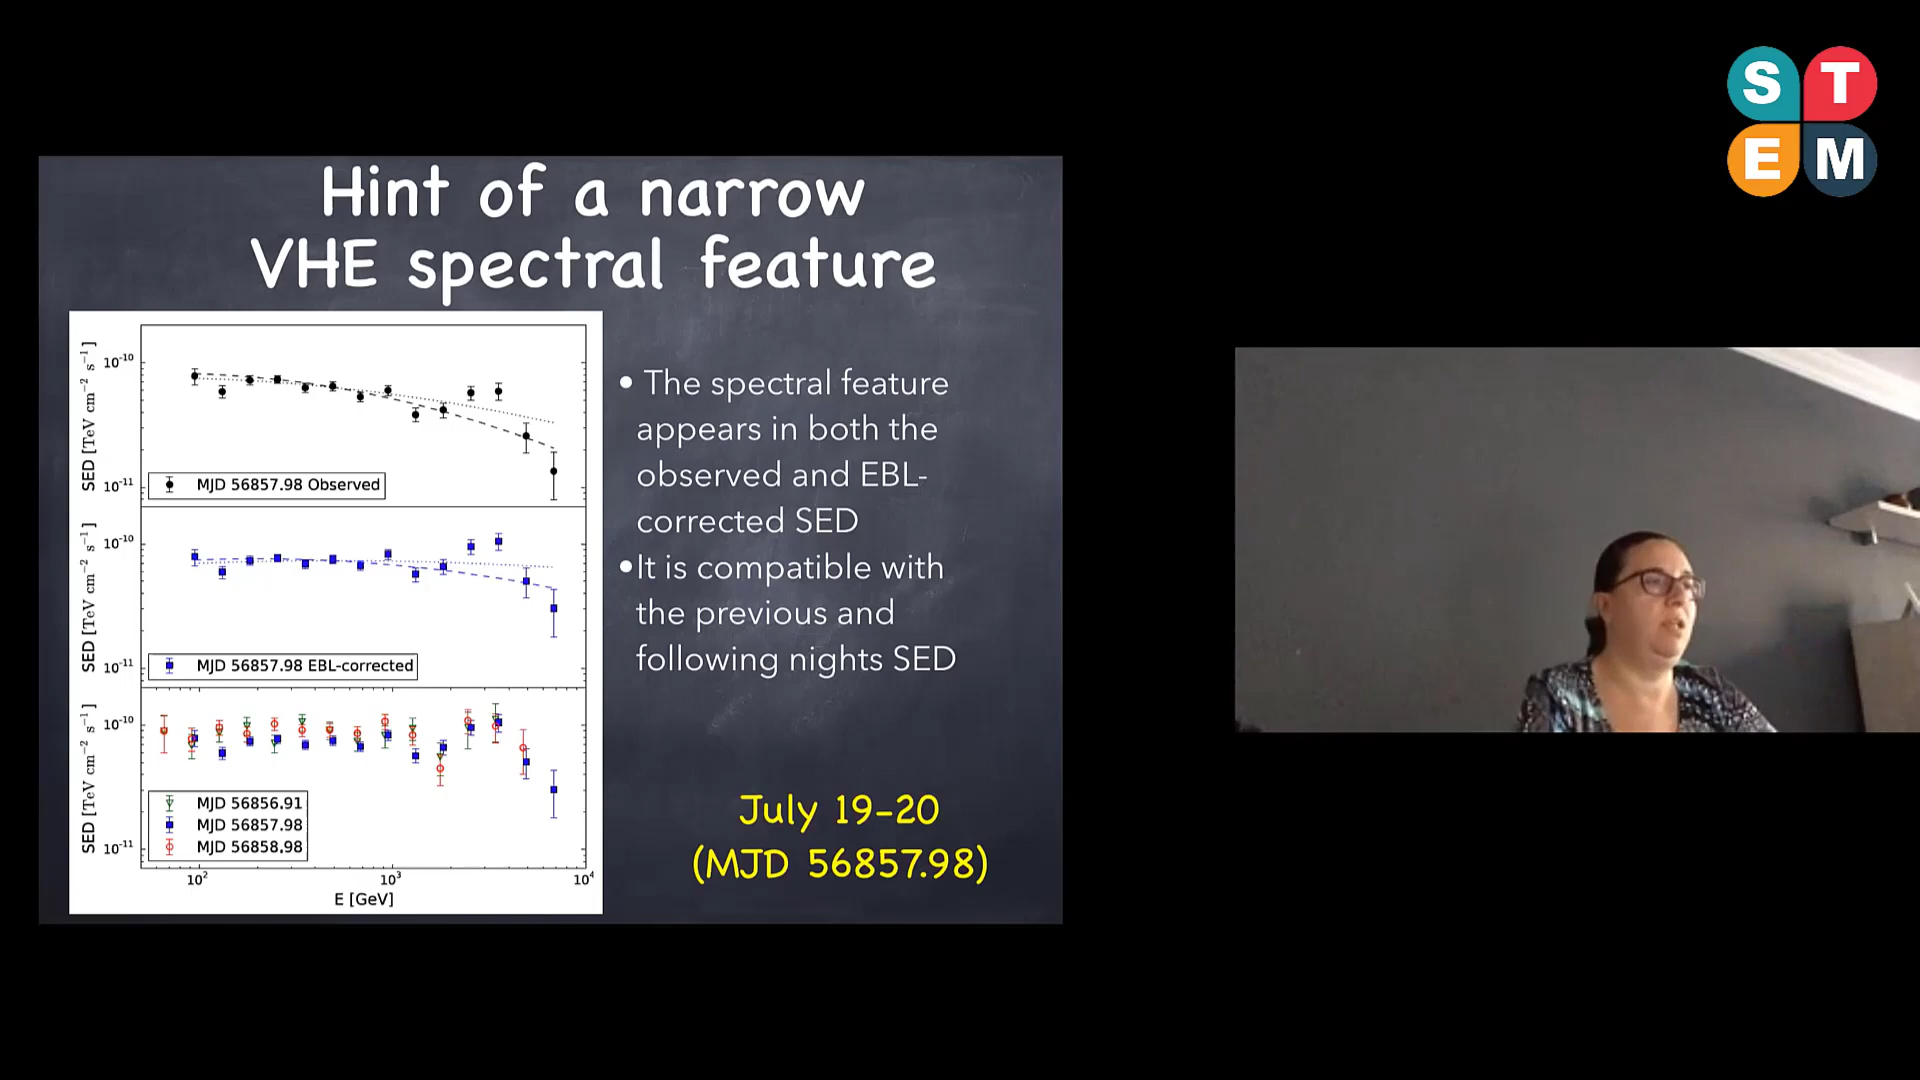 S T
E M
Hint of a narrow
VHE spectral feature
SED [TeV cm⁻² s⁻¹]
10⁻¹⁰
10⁻¹¹
MJD 56857.98 Observed
SED [TeV cm⁻² s⁻¹]
10⁻¹⁰
10⁻¹¹
MJD 56857.98 EBL-corrected
SED [TeV cm⁻² s⁻¹]
10⁻¹⁰
10⁻¹¹
MJD 56856.91
MJD 56857.98
MJD 56858.98
10² 10³ 10⁴
E [GeV]
• The spectral feature
appears in both the
observed and EBL-
corrected SED
•It is compatible with
the previous and
following nights SED
July 19-20
(MJD 56857.98)